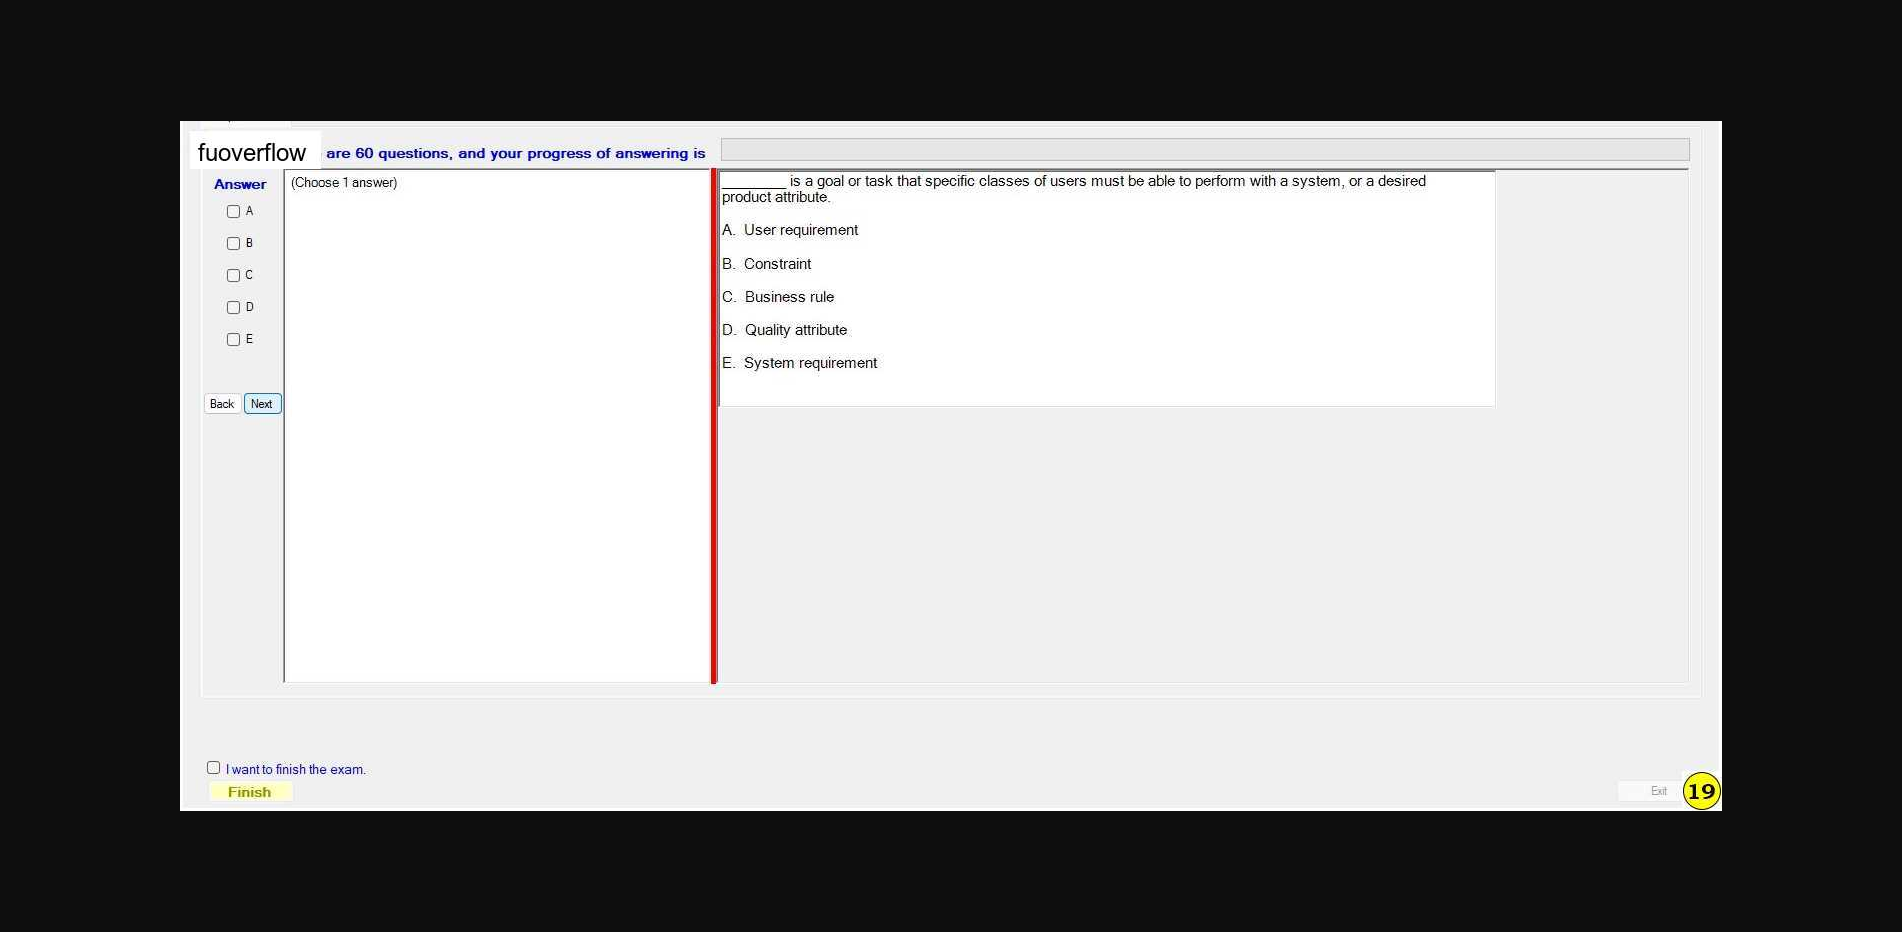 fuoverflow are 60 questions, and your progress of answering is
Answer
A
B
C
D
E
Back Next
(Choose 1 answer)
________ is a goal or task that specific classes of users must be able to perform with a system, or a desired
product attribute.
A. User requirement
B. Constraint
C. Business rule
D. Quality attribute
E. System requirement
I want to finish the exam.
Finish
Exit
19